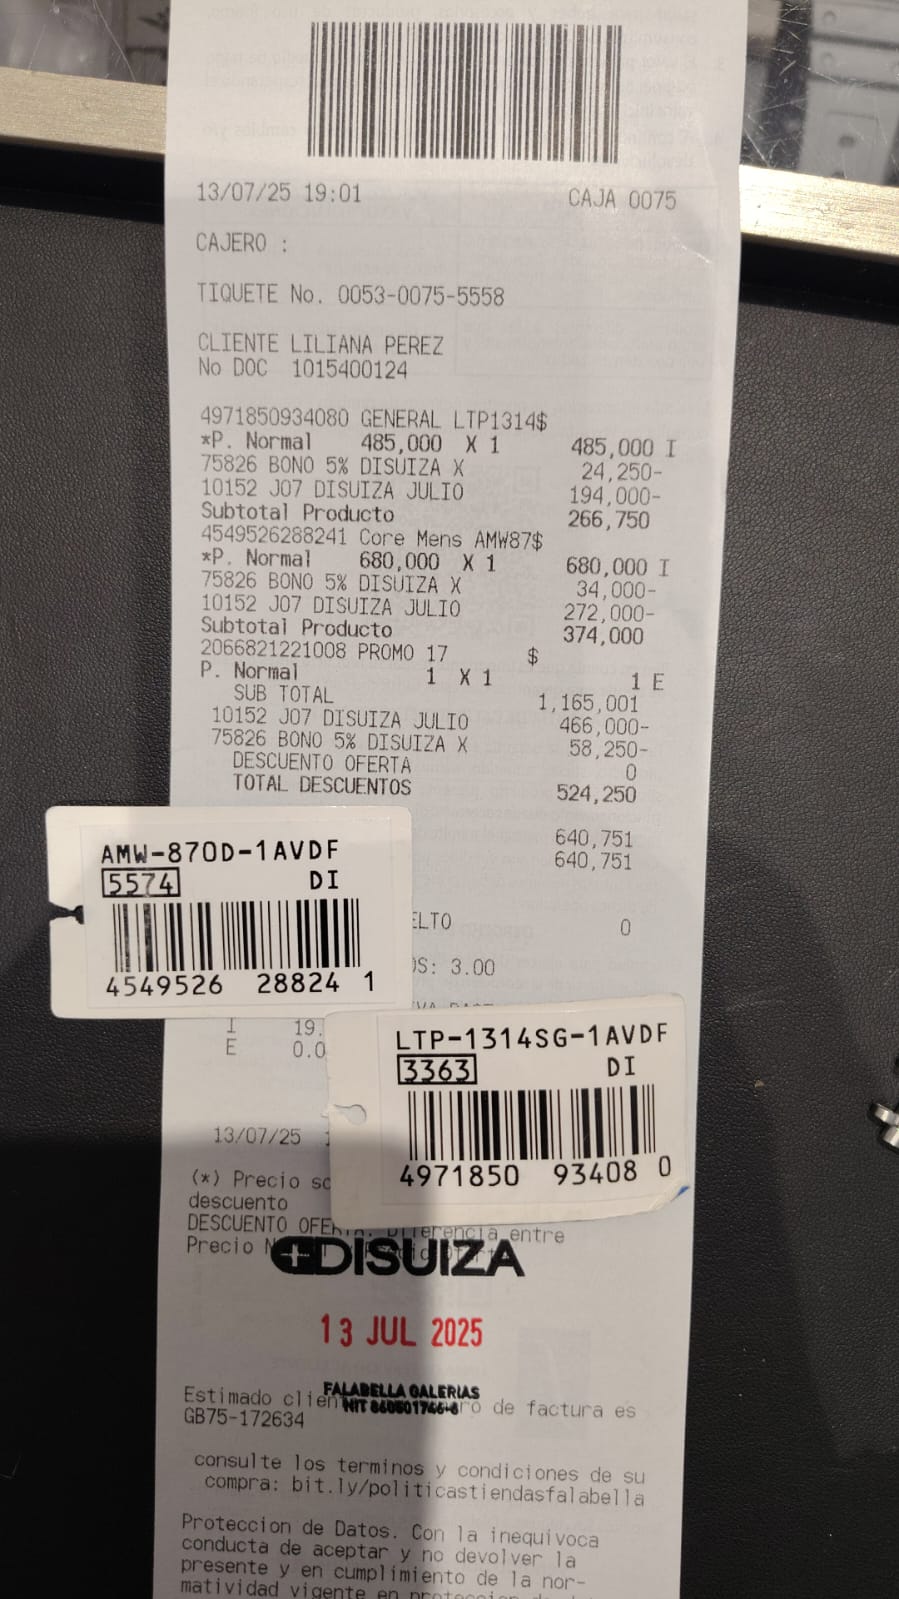 13/07/25 19:01 CAJA 0075
CAJERO :
TIQUETE No. 0053-0075-5558
CLIENTE LILIANA PEREZ
No DOC 1015400124
4971850934080 GENERAL LTP1314$
*P. Normal 485,000 X 1 485,000 I
75826 BONO 5% DISUIZA X 24,250-
10152 J07 DISUIZA JULIO 194,000-
Subtotal Producto 266,750
4549526288241 Core Mens AMW87$
*P. Normal 680,000 X 1 680,000 I
75826 BONO 5% DISUIZA X 34,000-
10152 J07 DISUIZA JULIO 272,000-
Subtotal Producto 374,000
2066821221008 PROMO 17 $
P. Normal 1 X 1 1 E
SUB TOTAL 1,165,001
10152 J07 DISUIZA JULIO 466,000-
75826 BONO 5% DISUIZA X 58,250-
DESCUENTO OFERTA 0
TOTAL DESCUENTOS 524,250
640,751
640,751
AMW-870D-1AVDF
5574 DI
4549526 28824 1
ELTO 0
OS: 3.00
I 19.
E 0.0
LTP-1314SG-1AVDF
3363 DI
4971850 93408 0
13/07/25
(*) Precio
descuento
DESCUENTO Diferencia entre
Precio
DISUIZA
13 JUL 2025
FALABELLA GALERIAS
NIT
Estimado de factura es
GB75-172634
consulte los terminos y condiciones de su
compra: bit.ly/politicastiendasfalabella
Proteccion de Datos. Con la inequivoca
conducta de aceptar y no devolver la
presente y en cumplimiento de la nor-
matividad vigente en